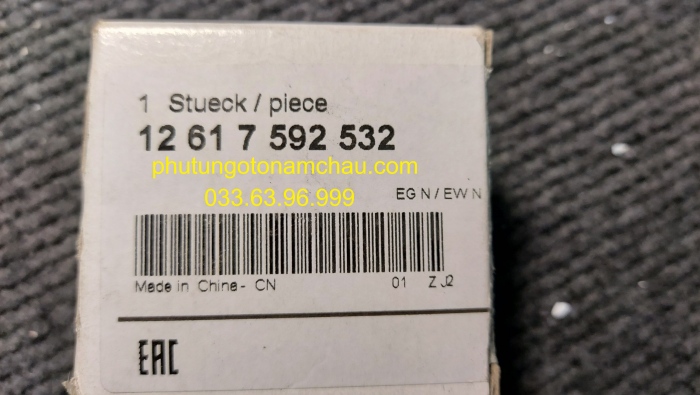 1 Stueck / piece
12 61 7 592 532
phutungotonamchau.com
033.63.96.999
EG N / EW N
Made in China - CN 01 Z J2
EAC